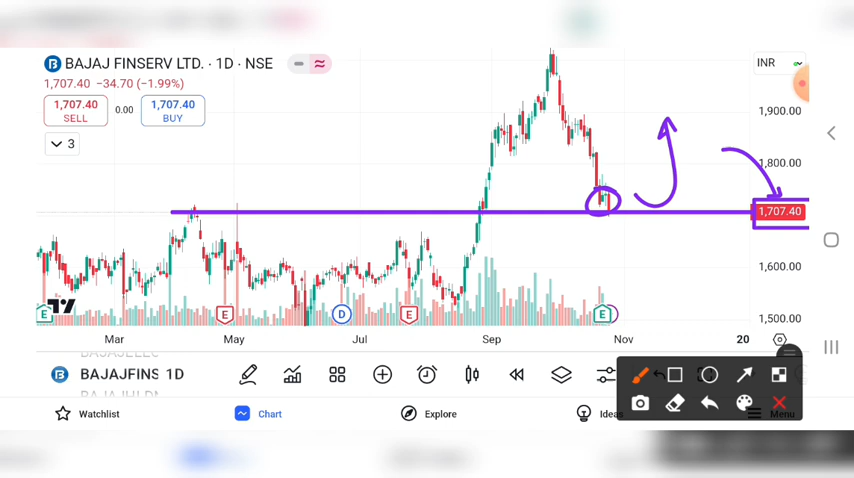 BAJAJ FINSERV LTD. · 1D · NSE
INR
1,707.40 −34.70 (−1.99%)
1,707.40
SELL
0.00
1,707.40
BUY
3
1,900.00
1,800.00
1,707.40
1,600.00
1,500.00
E
E
D
E
E
Mar
May
Jul
Sep
Nov
20
BAJAJFINS 1D
Watchlist
Chart
Explore
Ideas
Menu